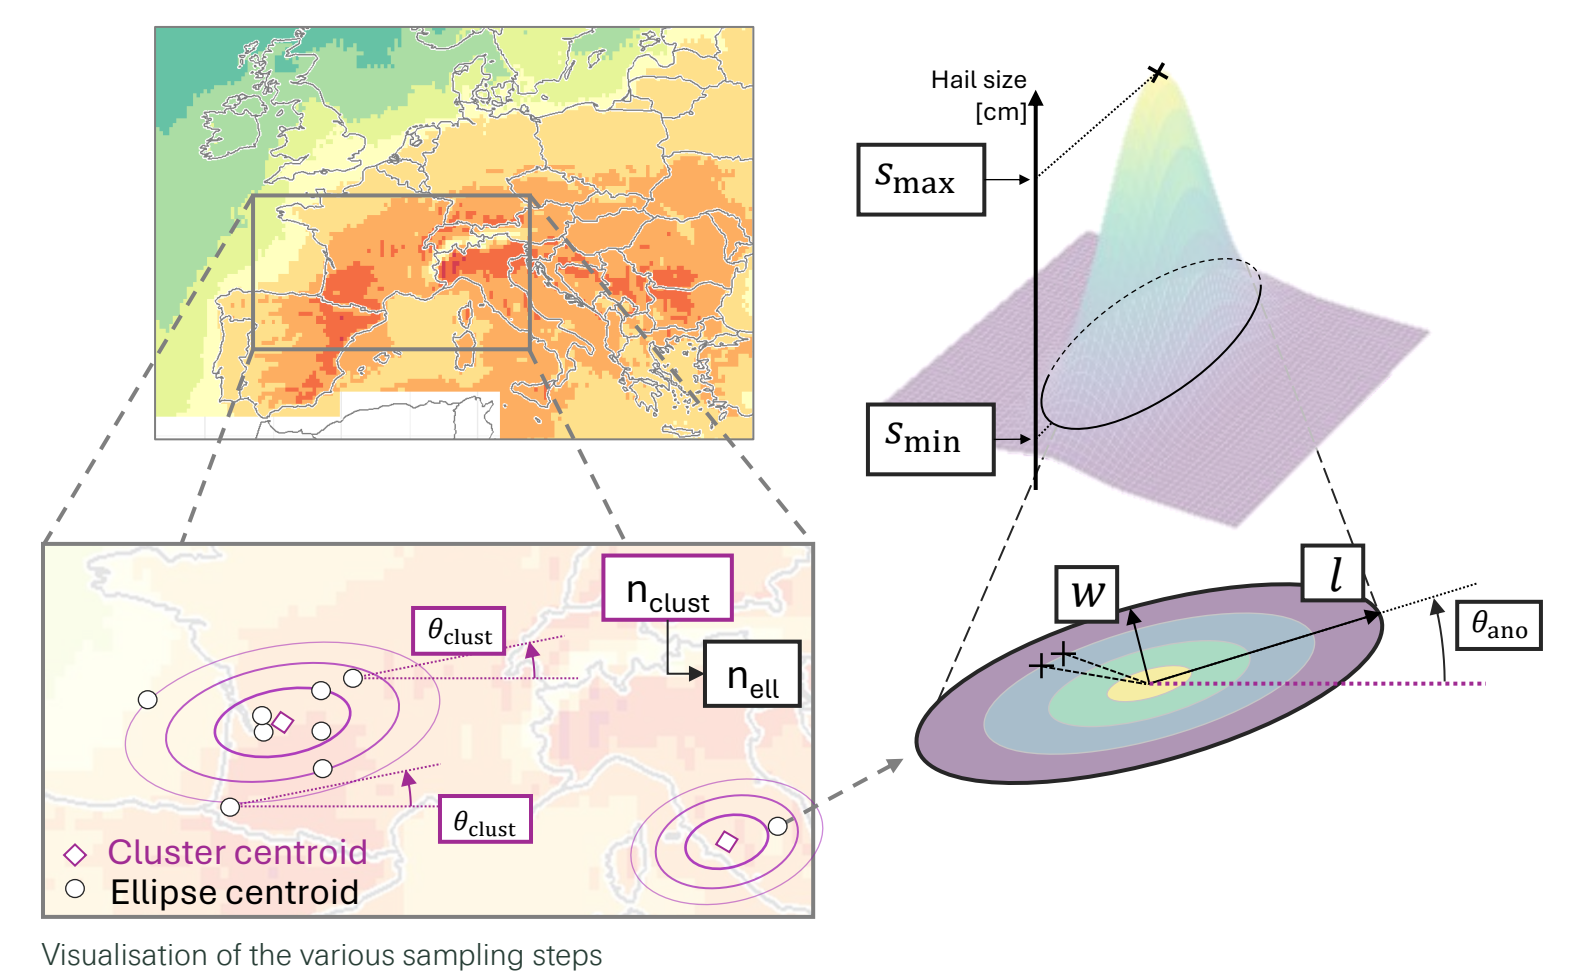 Hail size
[cm]
s_max
s_min
n_clust
θ_clust
n_ell
w
l
θ_ano
θ_clust
Cluster centroid
Ellipse centroid
Visualisation of the various sampling steps